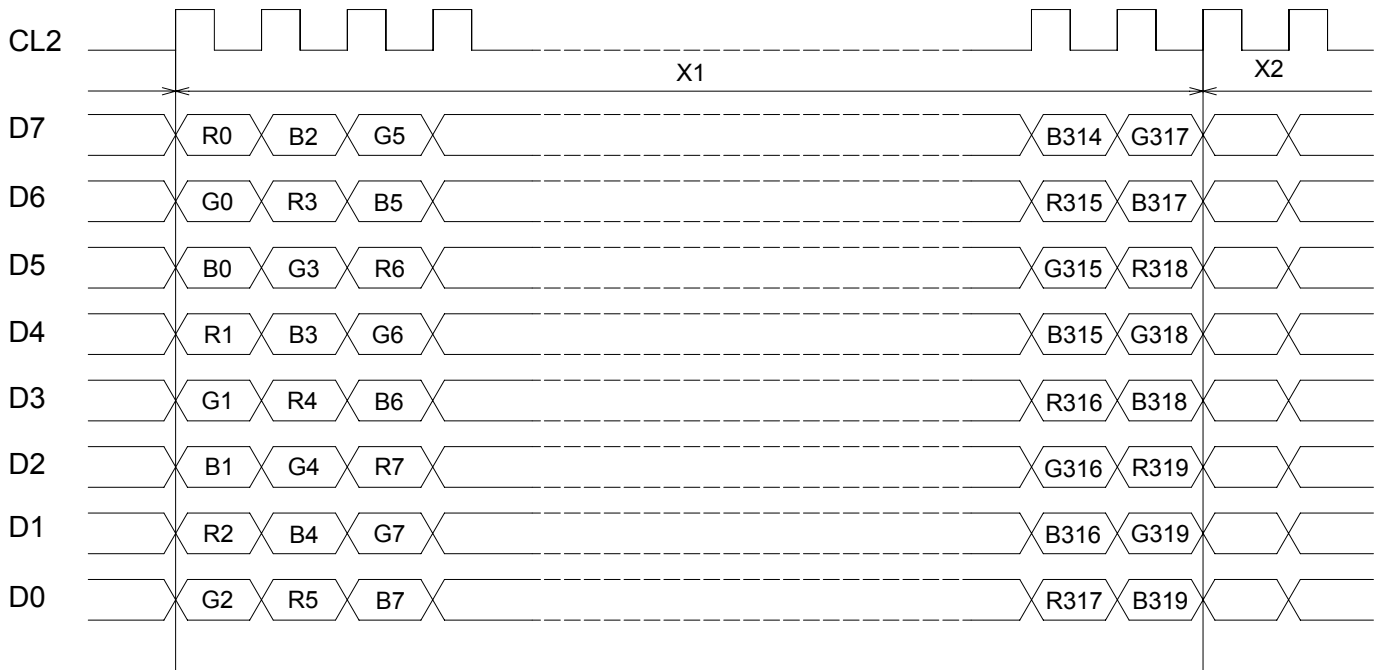 CL2
X1 X2
D7 R0 B2 G5 B314 G317
D6 G0 R3 B5 R315 B317
D5 B0 G3 R6 G315 R318
D4 R1 B3 G6 B315 G318
D3 G1 R4 B6 R316 B318
D2 B1 G4 R7 G316 R319
D1 R2 B4 G7 B316 G319
D0 G2 R5 B7 R317 B319